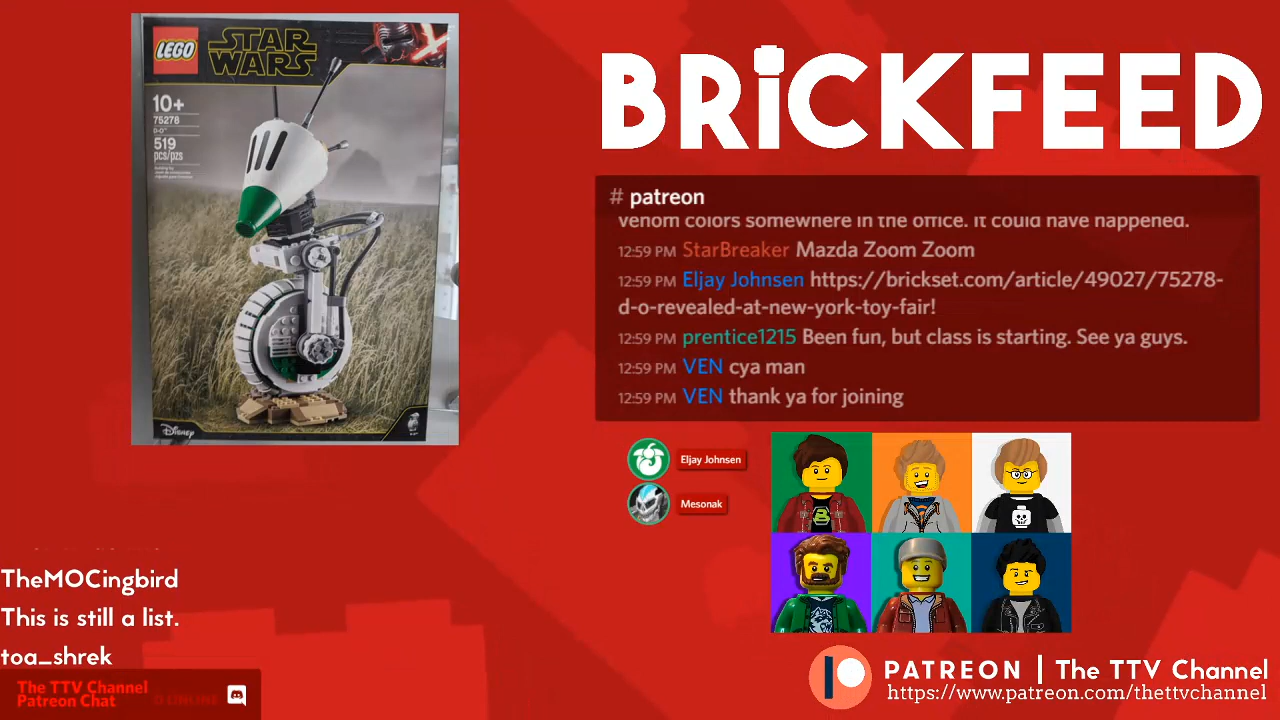 LEGO
STAR
WARS
10+
75278
D-O™
519
pcs/pzs
Disney
BRICKFEED
# patreon
venom colors somewhere in the office. It could have happened.
12:59 PM StarBreaker Mazda Zoom Zoom
12:59 PM Eljay Johnsen https://brickset.com/article/49027/75278-
d-o-revealed-at-new-york-toy-fair!
12:59 PM prentice1215 Been fun, but class is starting. See ya guys.
12:59 PM VEN cya man
12:59 PM VEN thank ya for joining
Eljay Johnsen
Mesonak
TheMOCingbird
This is still a list.
toa_shrek
The TTV Channel
Patreon Chat
ONLINE
PATREON | The TTV Channel
https://www.patreon.com/thettvchannel